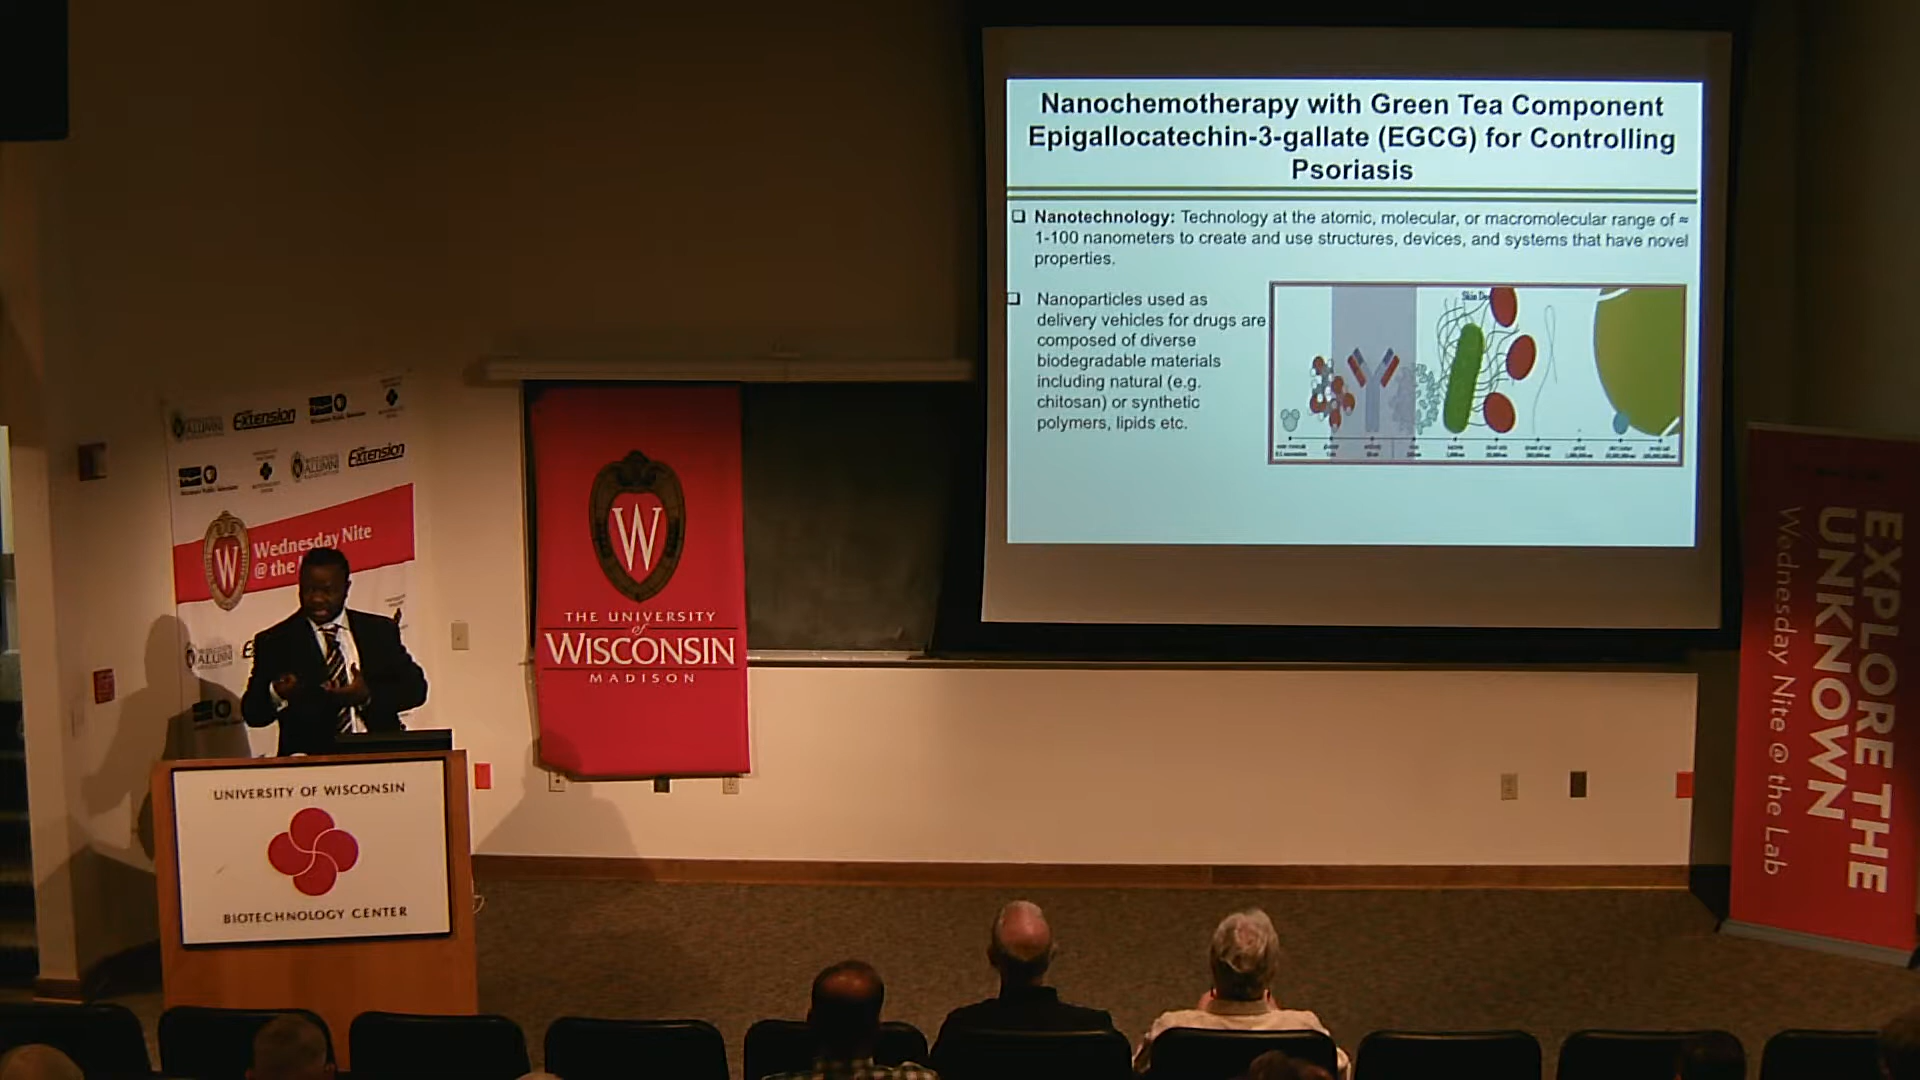 Nanochemotherapy with Green Tea Component
Epigallocatechin-3-gallate (EGCG) for Controlling
Psoriasis
❑ Nanotechnology: Technology at the atomic, molecular, or macromolecular range of ≈
1-100 nanometers to create and use structures, devices, and systems that have novel
properties.
❑ Nanoparticles used as
delivery vehicles for drugs are
composed of diverse
biodegradable materials
including natural (e.g.
chitosan) or synthetic
polymers, lipids etc.
Extension
ALUMNI
ALUMNI
Extension
W
Wednesday Nite
@ the
ALUMNI
W
THE UNIVERSITY
of
WISCONSIN
MADISON
UNIVERSITY OF WISCONSIN
BIOTECHNOLOGY CENTER
EXPLORE THE
UNKNOWN
Wednesday Nite @ the Lab